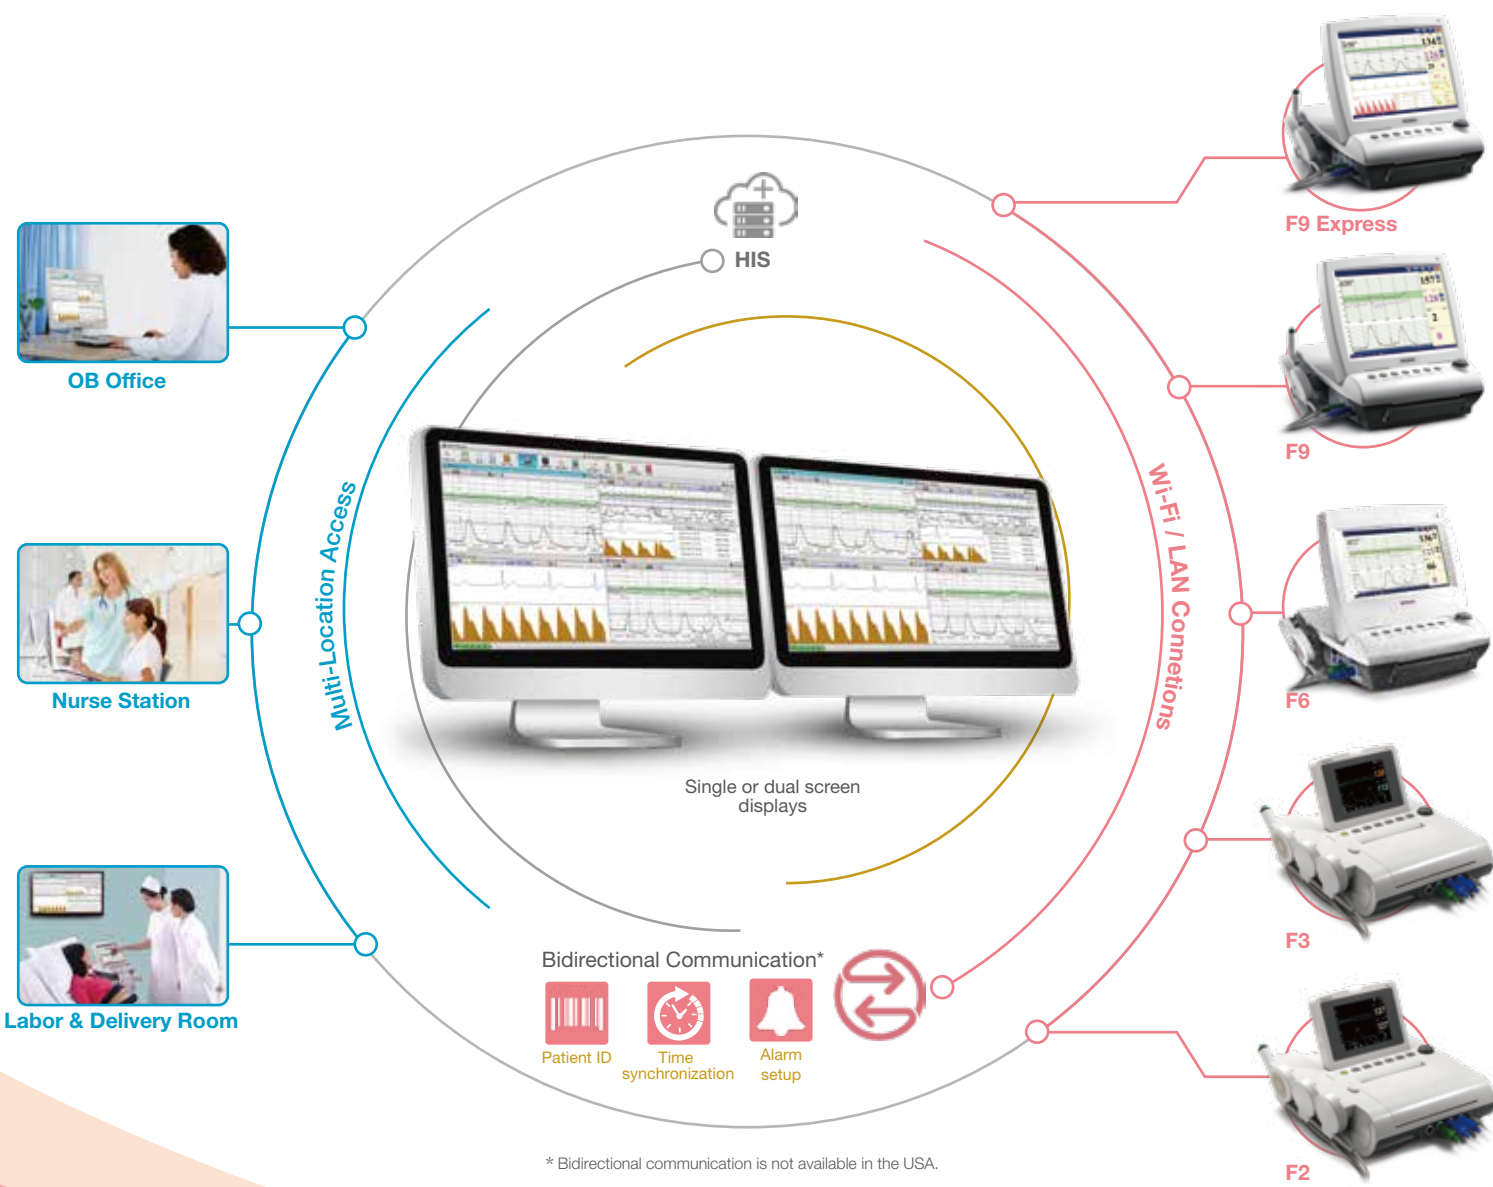 HIS
F9 Express
OB Office
F9
Multi-Location Access
Wi-Fi / LAN Connetions
Nurse Station
F6
Single or dual screen
displays
F3
Bidirectional Communication*
Labor & Delivery Room
Patient ID
Time
synchronization
Alarm
setup
* Bidirectional communication is not available in the USA.
F2